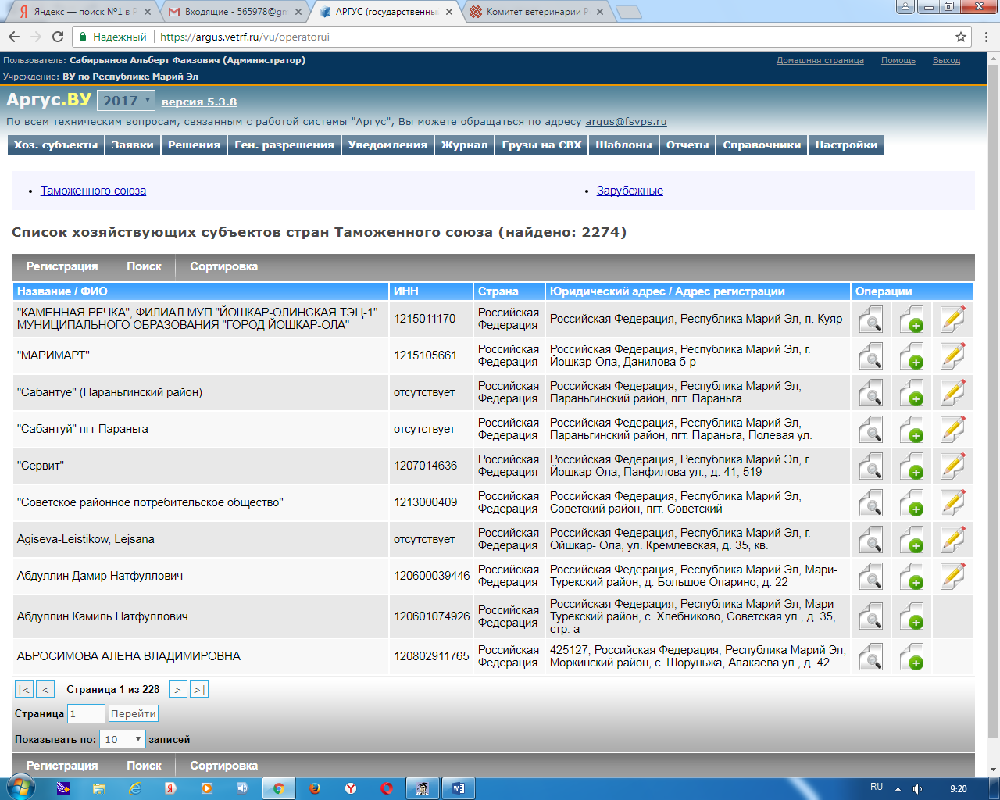 Яндекс — поиск №1 в Р
Входящие - 565978@gm
АРГУС (государственны
Комитет ветеринарии Р
Надежный https://argus.vetrf.ru/vu/operatorui
Пользователь: Сабирьянов Альберт Фаизович (Администратор) Домашняя страница Помощь Выход
Учреждение: ВУ по Республике Марий Эл
Аргус.ВУ 2017 версия 5.3.8
По всем техническим вопросам, связанным с работой системы "Аргус", Вы можете обращаться по адресу argus@fsvps.ru
Хоз. субъекты Заявки Решения Ген. разрешения Уведомления Журнал Грузы на СВХ Шаблоны Отчеты Справочники Настройки
• Таможенного союза • Зарубежные
Список хозяйствующих субъектов стран Таможенного союза (найдено: 2274)
Регистрация Поиск Сортировка
Название / ФИО ИНН Страна Юридический адрес / Адрес регистрации Операции
"КАМЕННАЯ РЕЧКА", ФИЛИАЛ МУП "ЙОШКАР-ОЛИНСКАЯ ТЭЦ-1"
МУНИЦИПАЛЬНОГО ОБРАЗОВАНИЯ "ГОРОД ЙОШКАР-ОЛА"
1215011170
Российская
Федерация
Российская Федерация, Республика Марий Эл, п. Куяр
"МАРИМАРТ"
1215105661
Российская
Федерация
Российская Федерация, Республика Марий Эл, г.
Йошкар-Ола, Данилова б-р
"Сабантуе" (Параньгинский район)
отсутствует
Российская
Федерация
Российская Федерация, Республика Марий Эл,
Параньгинский район, пгт. Параньга
"Сабантуй" пгт Параньга
отсутствует
Российская
Федерация
Российская Федерация, Республика Марий Эл,
Параньгинский район, пгт. Параньга, Полевая ул.
"Сервит"
1207014636
Российская
Федерация
Российская Федерация, Республика Марий Эл, г.
Йошкар-Ола, Панфилова ул., д. 41, 519
"Советское районное потребительское общество"
1213000409
Российская
Федерация
Российская Федерация, Республика Марий Эл,
Советский район, пгт. Советский
Agiseva-Leistikow, Lejsana
отсутствует
Российская
Федерация
Российская Федерация, Республика Марий Эл, г.
Ойшкар- Ола, ул. Кремлевская, д. 35, кв.
Абдуллин Дамир Натфуллович
120600039446
Российская
Федерация
Российская Федерация, Республика Марий Эл, Мари-
Турекский район, д. Большое Опарино, д. 22
Абдуллин Камиль Натфуллович
120601074926
Российская
Федерация
Российская Федерация, Республика Марий Эл, Мари-
Турекский район, с. Хлебниково, Советская ул., д. 35,
стр. а
АБРОСИМОВА АЛЕНА ВЛАДИМИРОВНА
120802911765
Российская
Федерация
425127, Российская Федерация, Республика Марий Эл,
Моркинский район, с. Шоруньжа, Апакаева ул., д. 42
|< < Страница 1 из 228 > >|
Страница 1 Перейти
Показывать по: 10 записей
Регистрация Поиск Сортировка
RU 9:20